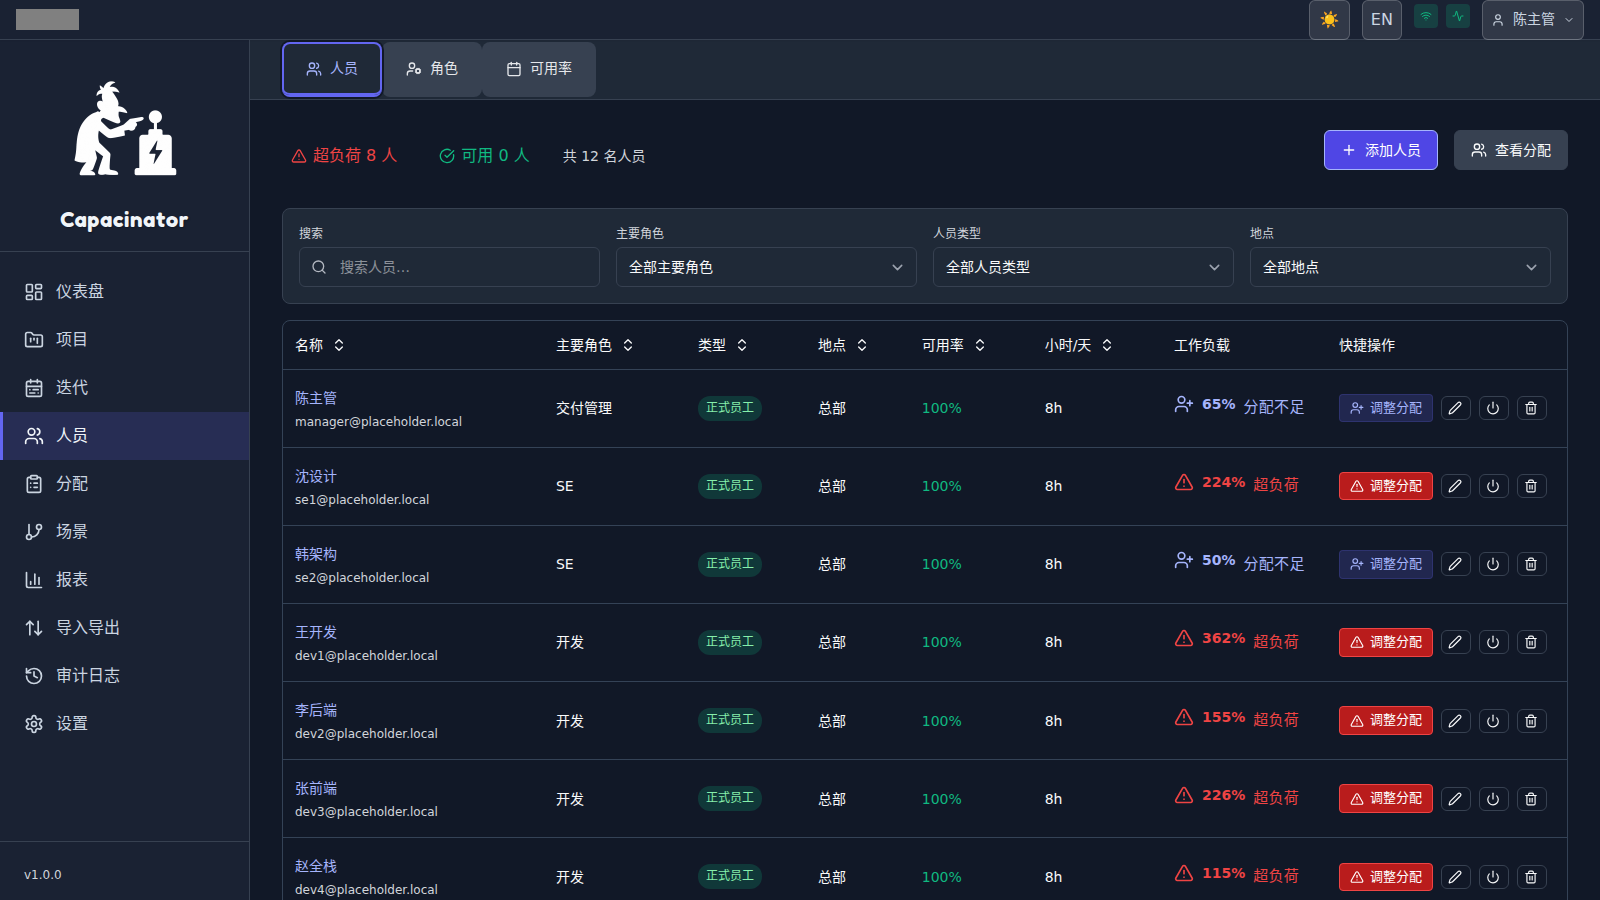 EN
陈主管
Capacinator
仪表盘
项目
迭代
人员
分配
场景
报表
导入导出
审计日志
设置
v1.0.0
人员
角色
可用率
超负荷 8 人
可用 0 人
共 12 名人员
添加人员
查看分配
搜索
主要角色
人员类型
地点
搜索人员...
全部主要角色
全部人员类型
全部地点
名称
主要角色
类型
地点
可用率
小时/天
工作负载
快捷操作
陈主管
manager@placeholder.local
交付管理
正式员工
总部
100%
8h
65% 分配不足
调整分配
沈设计
se1@placeholder.local
SE
正式员工
总部
100%
8h
224% 超负荷
调整分配
韩架构
se2@placeholder.local
SE
正式员工
总部
100%
8h
50% 分配不足
调整分配
王开发
dev1@placeholder.local
开发
正式员工
总部
100%
8h
362% 超负荷
调整分配
李后端
dev2@placeholder.local
开发
正式员工
总部
100%
8h
155% 超负荷
调整分配
张前端
dev3@placeholder.local
开发
正式员工
总部
100%
8h
226% 超负荷
调整分配
赵全栈
dev4@placeholder.local
开发
正式员工
总部
100%
8h
115% 超负荷
调整分配